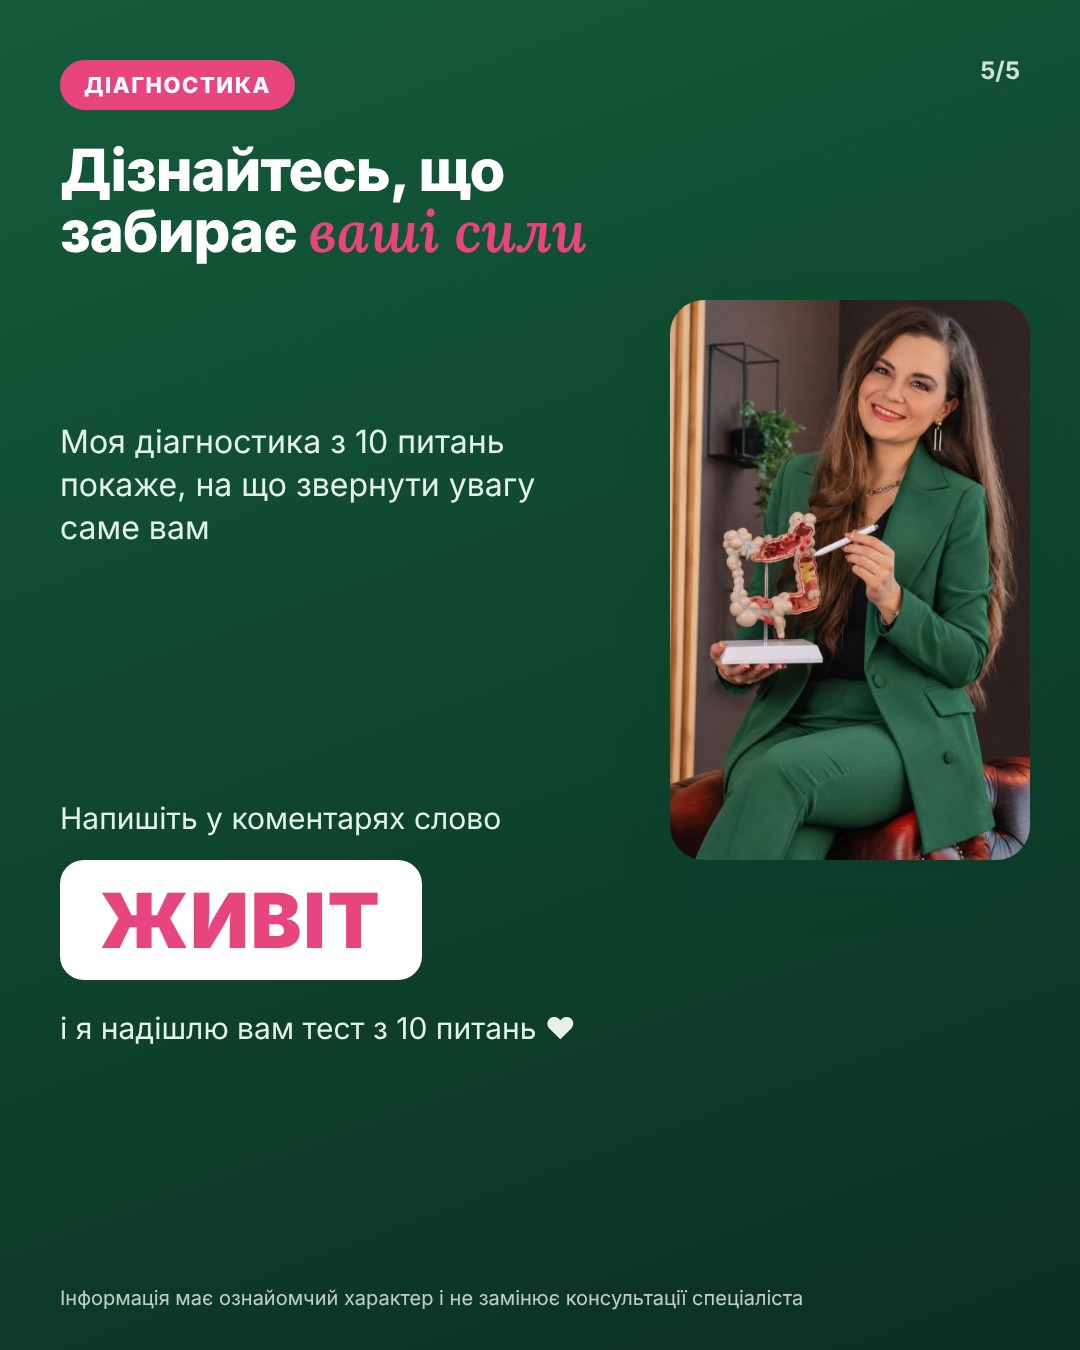 ДІАГНОСТИКА
5/5
Дізнайтесь, що
забирає ваші сили
Моя діагностика з 10 питань
покаже, на що звернути увагу
саме вам
Напишіть у коментарях слово
ЖИВІТ
і я надішлю вам тест з 10 питань ♥
Інформація має ознайомчий характер і не замінює консультації спеціаліста